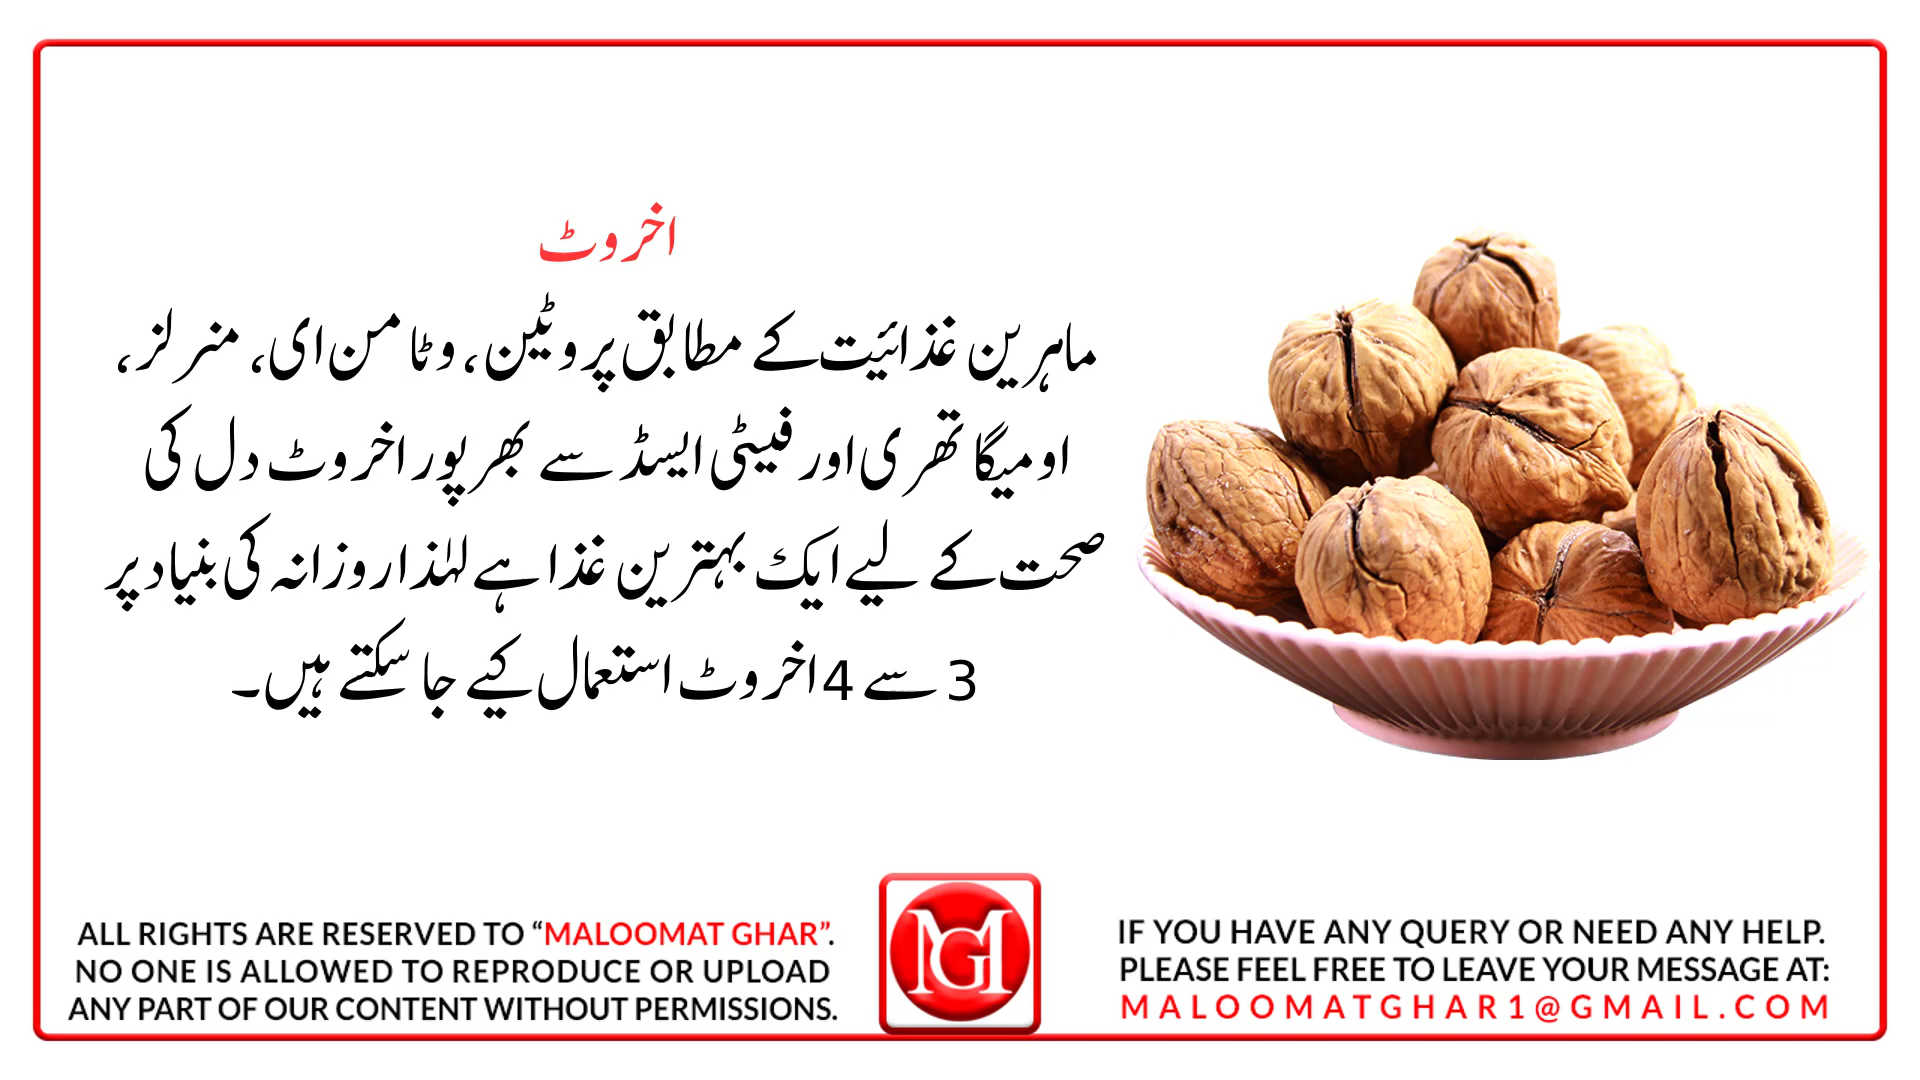 اخروٹ
ماہرین غذائیت کے مطابق پروٹین، وٹامن ای، منرلز،
اومیگا تھری اور فیٹی ایسڈ سے بھرپور اخروٹ دل کی
صحت کے لیے ایک بہترین غذا ہے لہٰذا روزانہ کی بنیاد پر
3 سے 4 اخروٹ استعمال کیے جا سکتے ہیں۔
ALL RIGHTS ARE RESERVED TO “MALOOMAT GHAR”.
NO ONE IS ALLOWED TO REPRODUCE OR UPLOAD
ANY PART OF OUR CONTENT WITHOUT PERMISSIONS.
MG
IF YOU HAVE ANY QUERY OR NEED ANY HELP.
PLEASE FEEL FREE TO LEAVE YOUR MESSAGE AT:
MALOOMATGHAR1@GMAIL.COM